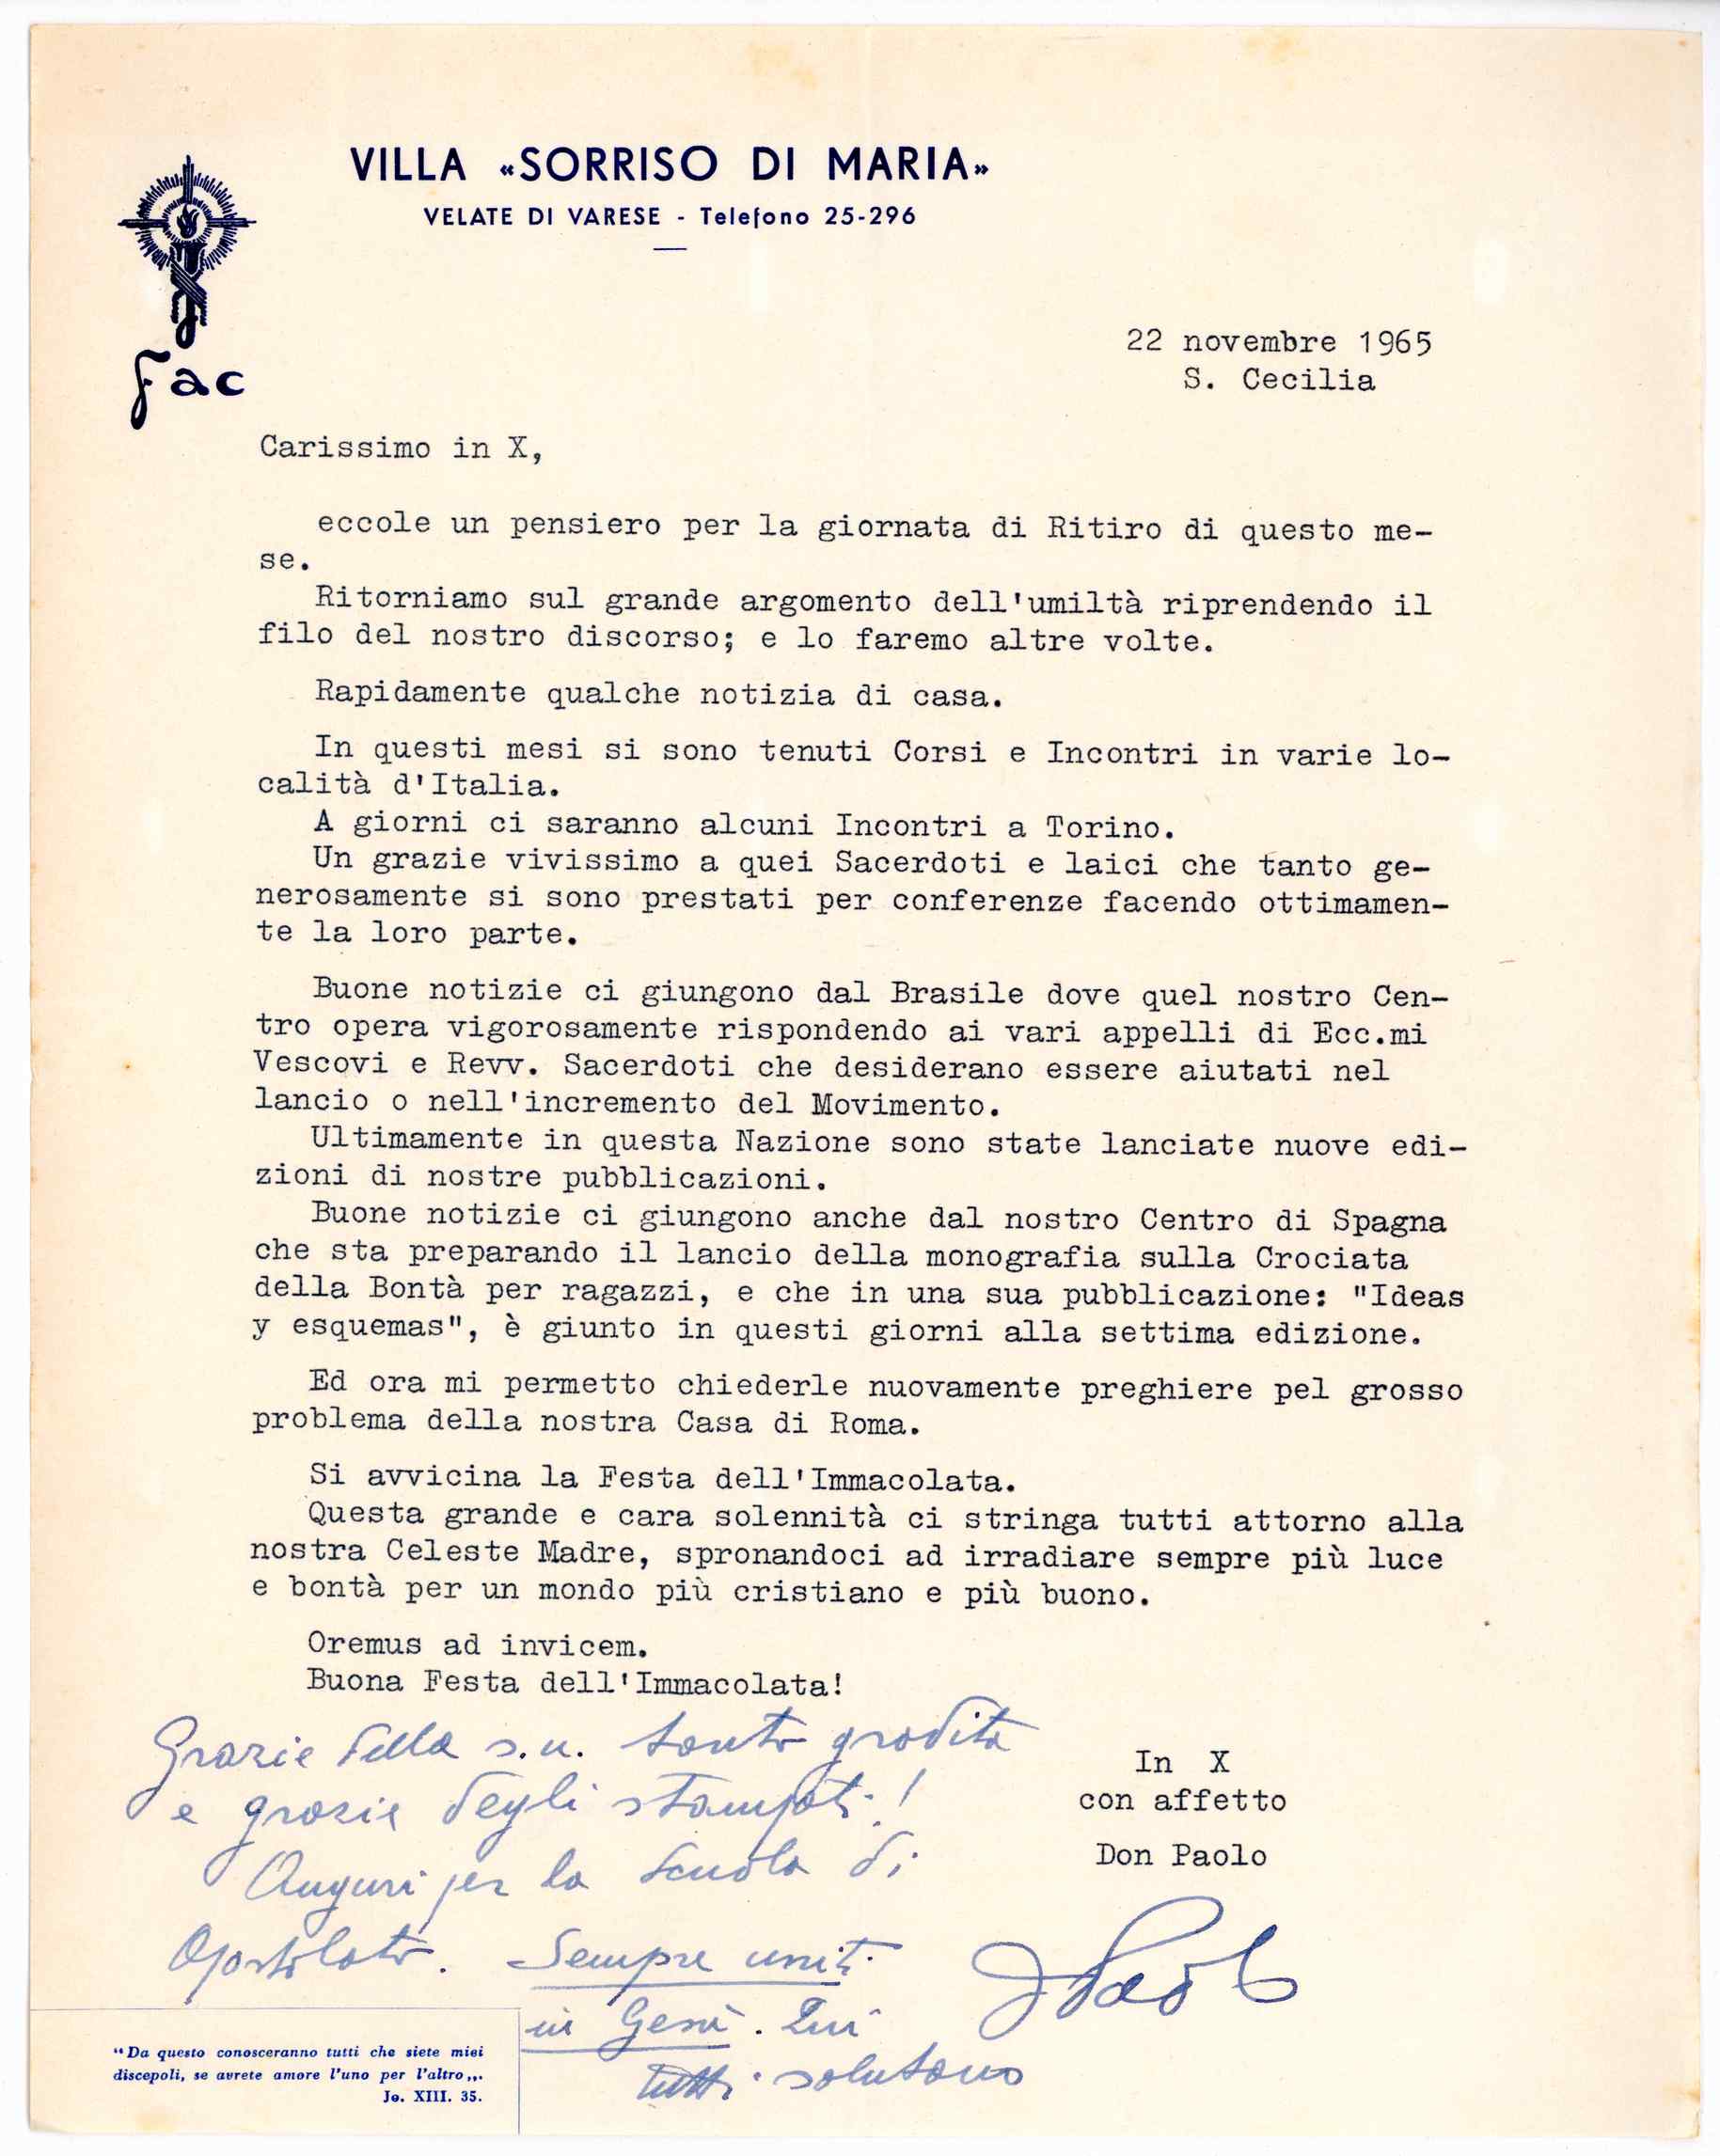 VILLA «SORRISO DI MARIA»
VELATE DI VARESE - Telefono 25-296
Fac
22 novembre 1965
S. Cecilia
Carissimo in X,
eccole un pensiero per la giornata di Ritiro di questo me-
se.
Ritorniamo sul grande argomento dell'umiltà riprendendo il
filo del nostro discorso; e lo faremo altre volte.
Rapidamente qualche notizia di casa.
In questi mesi si sono tenuti Corsi e Incontri in varie lo-
calità d'Italia.
A giorni ci saranno alcuni Incontri a Torino.
Un grazie vivissimo a quei Sacerdoti e laici che tanto ge-
nerosamente si sono prestati per conferenze facendo ottimamen-
te la loro parte.
Buone notizie ci giungono dal Brasile dove quel nostro Cen-
tro opera vigorosamente rispondendo ai vari appelli di Ecc.mi
Vescovi e Revv. Sacerdoti che desiderano essere aiutati nel
lancio o nell'incremento del Movimento.
Ultimamente in questa Nazione sono state lanciate nuove edi-
zioni di nostre pubblicazioni.
Buone notizie ci giungono anche dal nostro Centro di Spagna
che sta preparando il lancio della monografia sulla Crociata
della Bontà per ragazzi, e che in una sua pubblicazione: "Ideas
y esquemas", è giunto in questi giorni alla settima edizione.
Ed ora mi permetto chiederle nuovamente preghiere pel grosso
problema della nostra Casa di Roma.
Si avvicina la Festa dell'Immacolata.
Questa grande e cara solennità ci stringa tutti attorno alla
nostra Celeste Madre, spronandoci ad irradiare sempre più luce
e bontà per un mondo più cristiano e più buono.
Oremus ad invicem.
Buona Festa dell'Immacolata!
Grazie della s.u. tanto gradita
e grazie degli stampati!
Auguri per la Scuola di
Apostolato. Sempre uniti
in Gesù. Qui
tutti salutano
In X
con affetto
Don Paolo
d Paolo
“Da questo conosceranno tutti che siete miei
discepoli, se avrete amore l'uno per l'altro„.
Jo. XIII. 35.